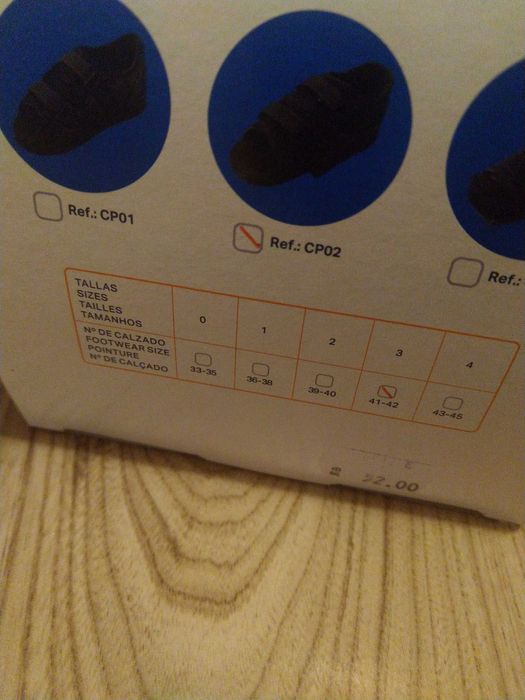 Ref.: CP01
Ref.: CP02
Ref.:
TALLAS
SIZES
TAILLES
TAMANHOS
0 1 2 3 4
Nº DE CALZADO
FOOTWEAR SIZE
POINTURE
Nº DE CALÇADO
33-35 36-38 39-40 41-42 43-45
52.00